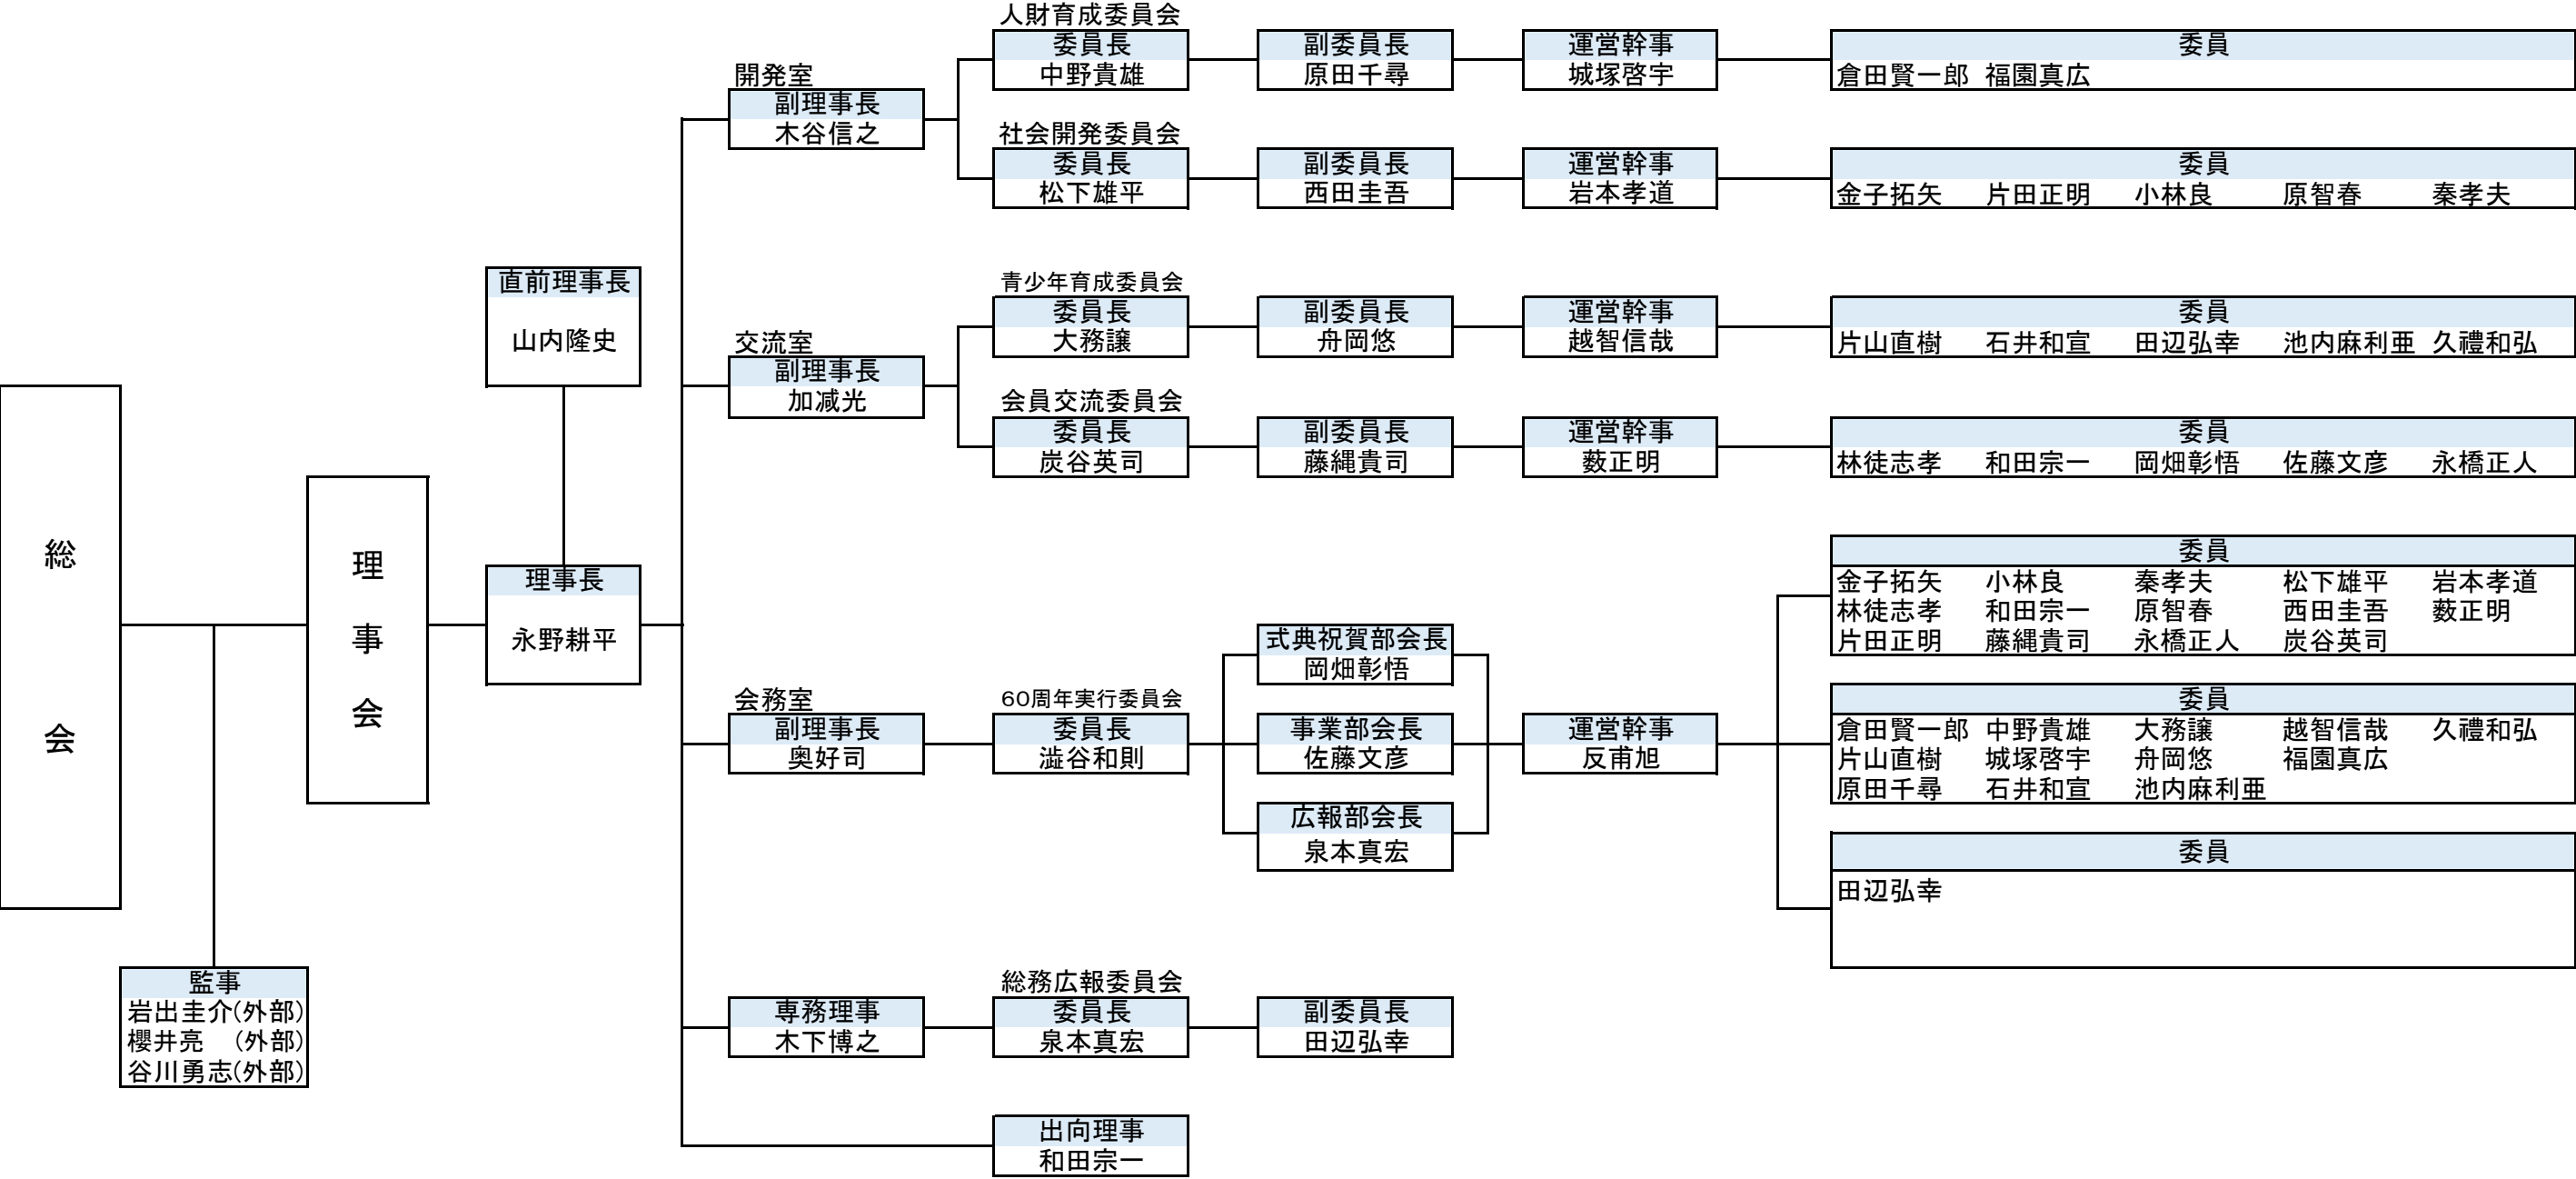 人財育成委員会
委員長 副委員長 運営幹事 委員
中野貴雄 原田千尋 城塚啓宇 倉田賢一郎 福園真広
開発室
副理事長
木谷信之
社会開発委員会
委員長 副委員長 運営幹事 委員
松下雄平 西田圭吾 岩本孝道 金子拓矢 片田正明 小林良 原智春 秦孝夫
直前理事長
山内隆史
青少年育成委員会
委員長 副委員長 運営幹事 委員
大務譲 舟岡悠 越智信哉 片山直樹 石井和宣 田辺弘幸 池内麻利亜 久禮和弘
交流室
副理事長
加減光
会員交流委員会
委員長 副委員長 運営幹事 委員
炭谷英司 藤縄貴司 薮正明 林徒志孝 和田宗一 岡畑彰悟 佐藤文彦 永橋正人
総会
理事会
理事長
永野耕平
委員
金子拓矢 小林良 秦孝夫 松下雄平 岩本孝道
林徒志孝 和田宗一 原智春 西田圭吾 薮正明
片田正明 藤縄貴司 永橋正人 炭谷英司
式典祝賀部会長
岡畑彰悟
会務室
副理事長
奥好司
60周年実行委員会
委員長
澁谷和則
事業部会長
佐藤文彦
運営幹事
反甫旭
委員
倉田賢一郎 中野貴雄 大務譲 越智信哉 久禮和弘
片山直樹 城塚啓宇 舟岡悠 福園真広
原田千尋 石井和宣 池内麻利亜
広報部会長
泉本真宏
委員
田辺弘幸
監事
岩出圭介(外部)
櫻井亮 (外部)
谷川勇志(外部)
総務広報委員会
専務理事 委員長 副委員長
木下博之 泉本真宏 田辺弘幸
出向理事
和田宗一